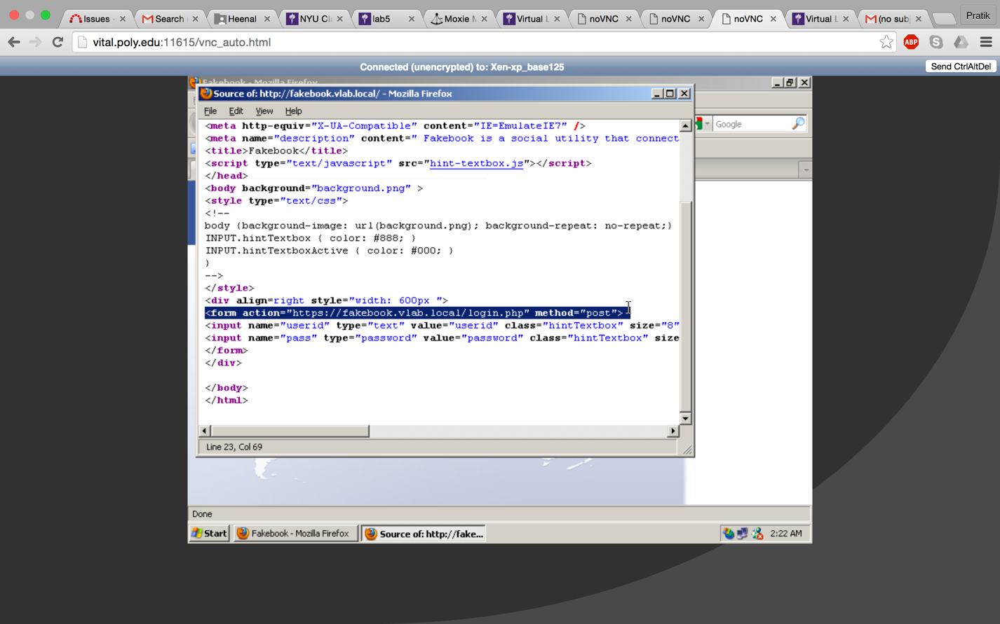 Issues
Search
Heenal
NYU Cl
lab5
Moxie M
Virtual L
noVNC
noVNC
noVNC
Virtual L
(no subj
Pratik
vital.poly.edu:11615/vnc_auto.html
ABP
Connected (unencrypted) to: Xen-xp_base125
Send CtrlAltDel
Fakebook - Mozilla Firefox
Source of: http://fakebook.vlab.local/ - Mozilla Firefox
File Edit View Help
Google
<meta http-equiv="X-UA-Compatible" content="IE=EmulateIE7" />
<meta name="description" content=" Fakebook is a social utility that connect
<title>Fakebook</title>
<script type="text/javascript" src="hint-textbox.js"></script>
</head>
<body background="background.png" >
<style type="text/css">
<!--
body {background-image: url(background.png); background-repeat: no-repeat;}
INPUT.hintTextbox { color: #888; }
INPUT.hintTextboxActive { color: #000; }
}
-->
</style>
<div align=right style="width: 600px ">
<form action="https://fakebook.vlab.local/login.php" method="post">
<input name="userid" type="text" value="userid" class="hintTextbox" size="8"
<input name="pass" type="password" value="password" class="hintTextbox" size
</form>
</div>
</body>
</html>
Line 23, Col 69
Done
Start
Fakebook - Mozilla Firefox
Source of: http://fake...
2:22 AM